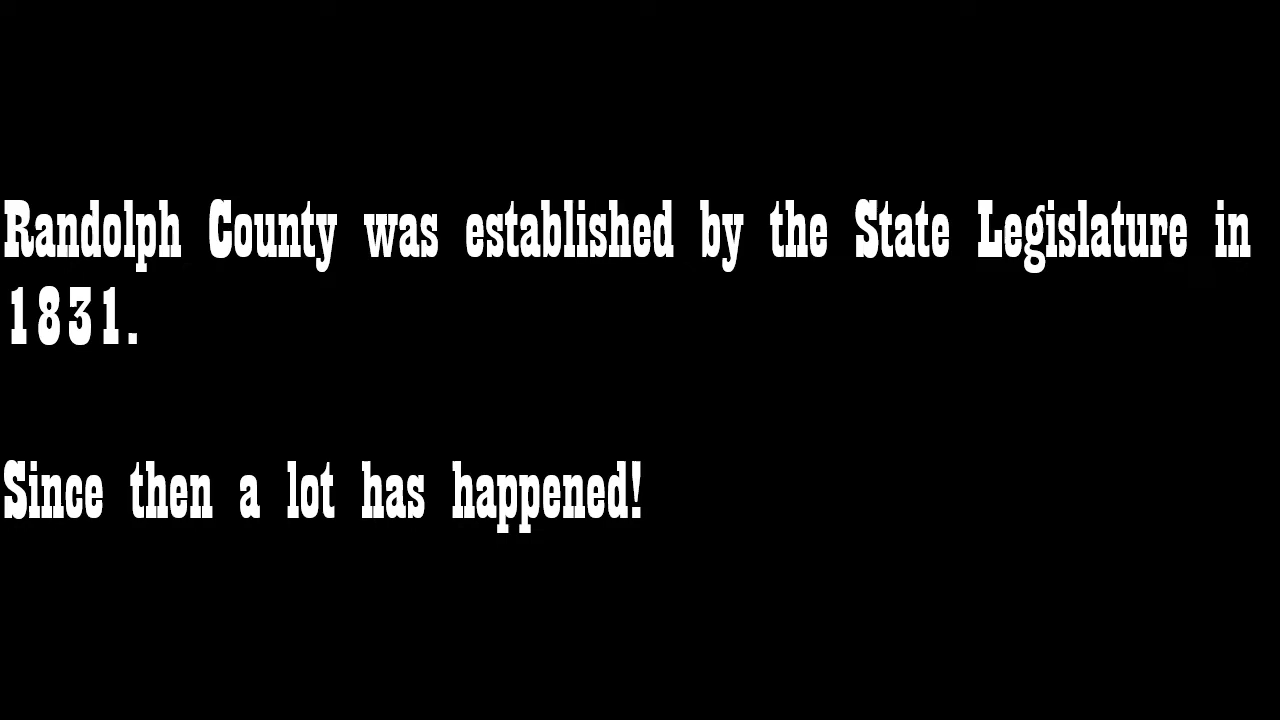 Randolph County was established by the State Legislature in
1831.
Since then a lot has happened!